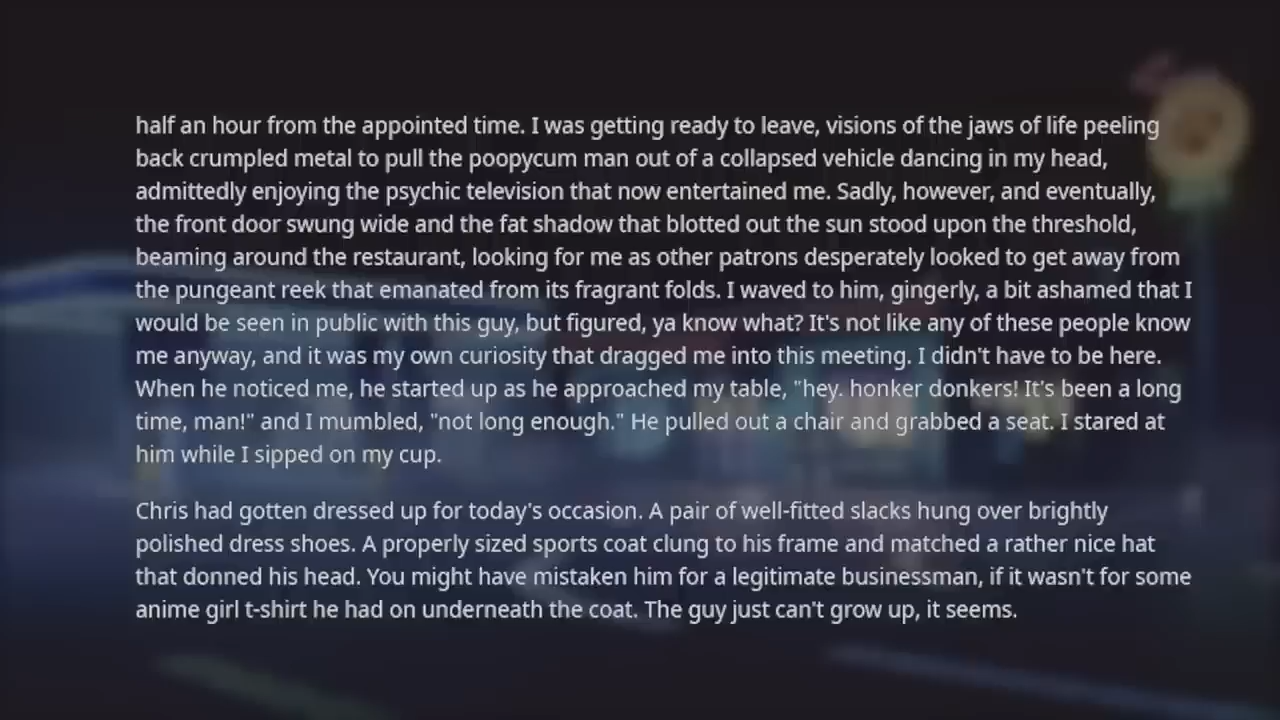 half an hour from the appointed time. I was getting ready to leave, visions of the jaws of life peeling
back crumpled metal to pull the poopycum man out of a collapsed vehicle dancing in my head,
admittedly enjoying the psychic television that now entertained me. Sadly, however, and eventually,
the front door swung wide and the fat shadow that blotted out the sun stood upon the threshold,
beaming around the restaurant, looking for me as other patrons desperately looked to get away from
the pungeant reek that emanated from its fragrant folds. I waved to him, gingerly, a bit ashamed that I
would be seen in public with this guy, but figured, ya know what? It's not like any of these people know
me anyway, and it was my own curiosity that dragged me into this meeting. I didn't have to be here.
When he noticed me, he started up as he approached my table, "hey. honker donkers! It's been a long
time, man!" and I mumbled, "not long enough." He pulled out a chair and grabbed a seat. I stared at
him while I sipped on my cup.
Chris had gotten dressed up for today's occasion. A pair of well-fitted slacks hung over brightly
polished dress shoes. A properly sized sports coat clung to his frame and matched a rather nice hat
that donned his head. You might have mistaken him for a legitimate businessman, if it wasn't for some
anime girl t-shirt he had on underneath the coat. The guy just can't grow up, it seems.